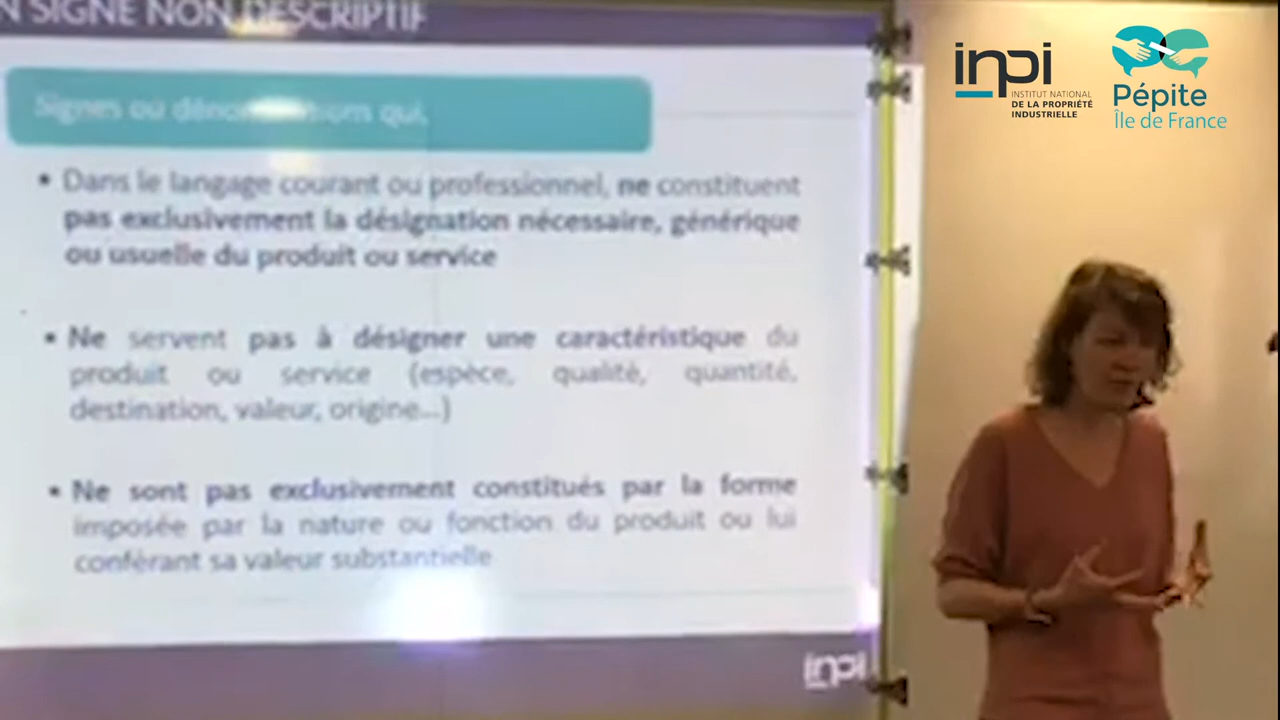 N SIGNE NON DESCRIPTIF
Signes ou qui,
• Dans le langage courant ou professionnel, ne constituent
pas exclusivement la désignation nécessaire, générique
ou usuelle du produit ou service
• Ne servent pas à désigner une caractéristique du
produit ou service (espèce, qualité, quantité,
destination, valeur, origine...)
• Ne sont pas exclusivement constitués par la forme
imposée par la nature ou fonction du produit ou lui
conférant sa valeur substantielle
inpi
inpi
INSTITUT NATIONAL
DE LA PROPRIÉTÉ
INDUSTRIELLE
Pépite
Île de France